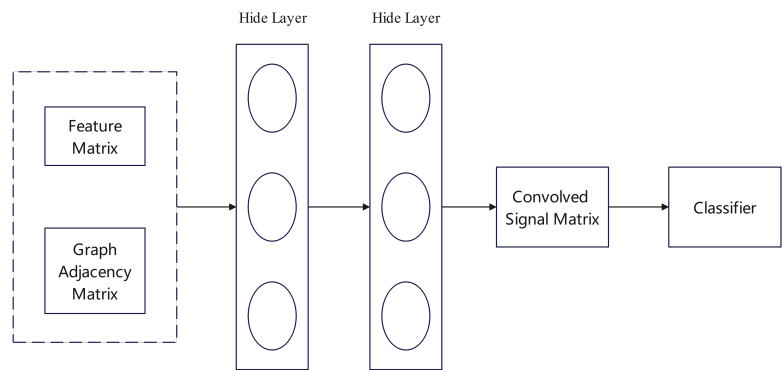 Hide Layer
Hide Layer
Feature
Matrix
Graph
Adjacency
Matrix
Convolved
Signal Matrix
Classifier